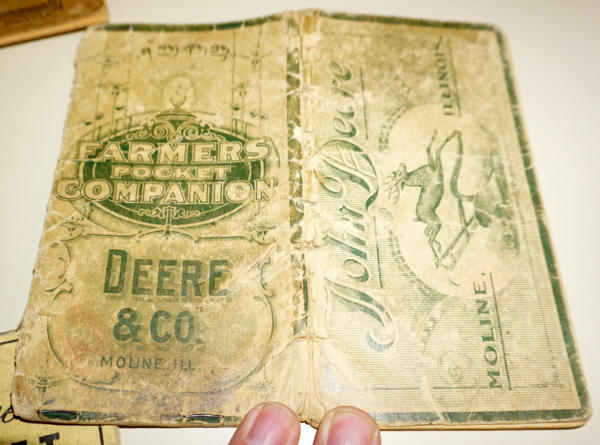 FARMERS
POCKET
COMPANION
DEERE
& CO.
MOLINE, ILL.
John Deere
MOLINE, ILLINOIS.